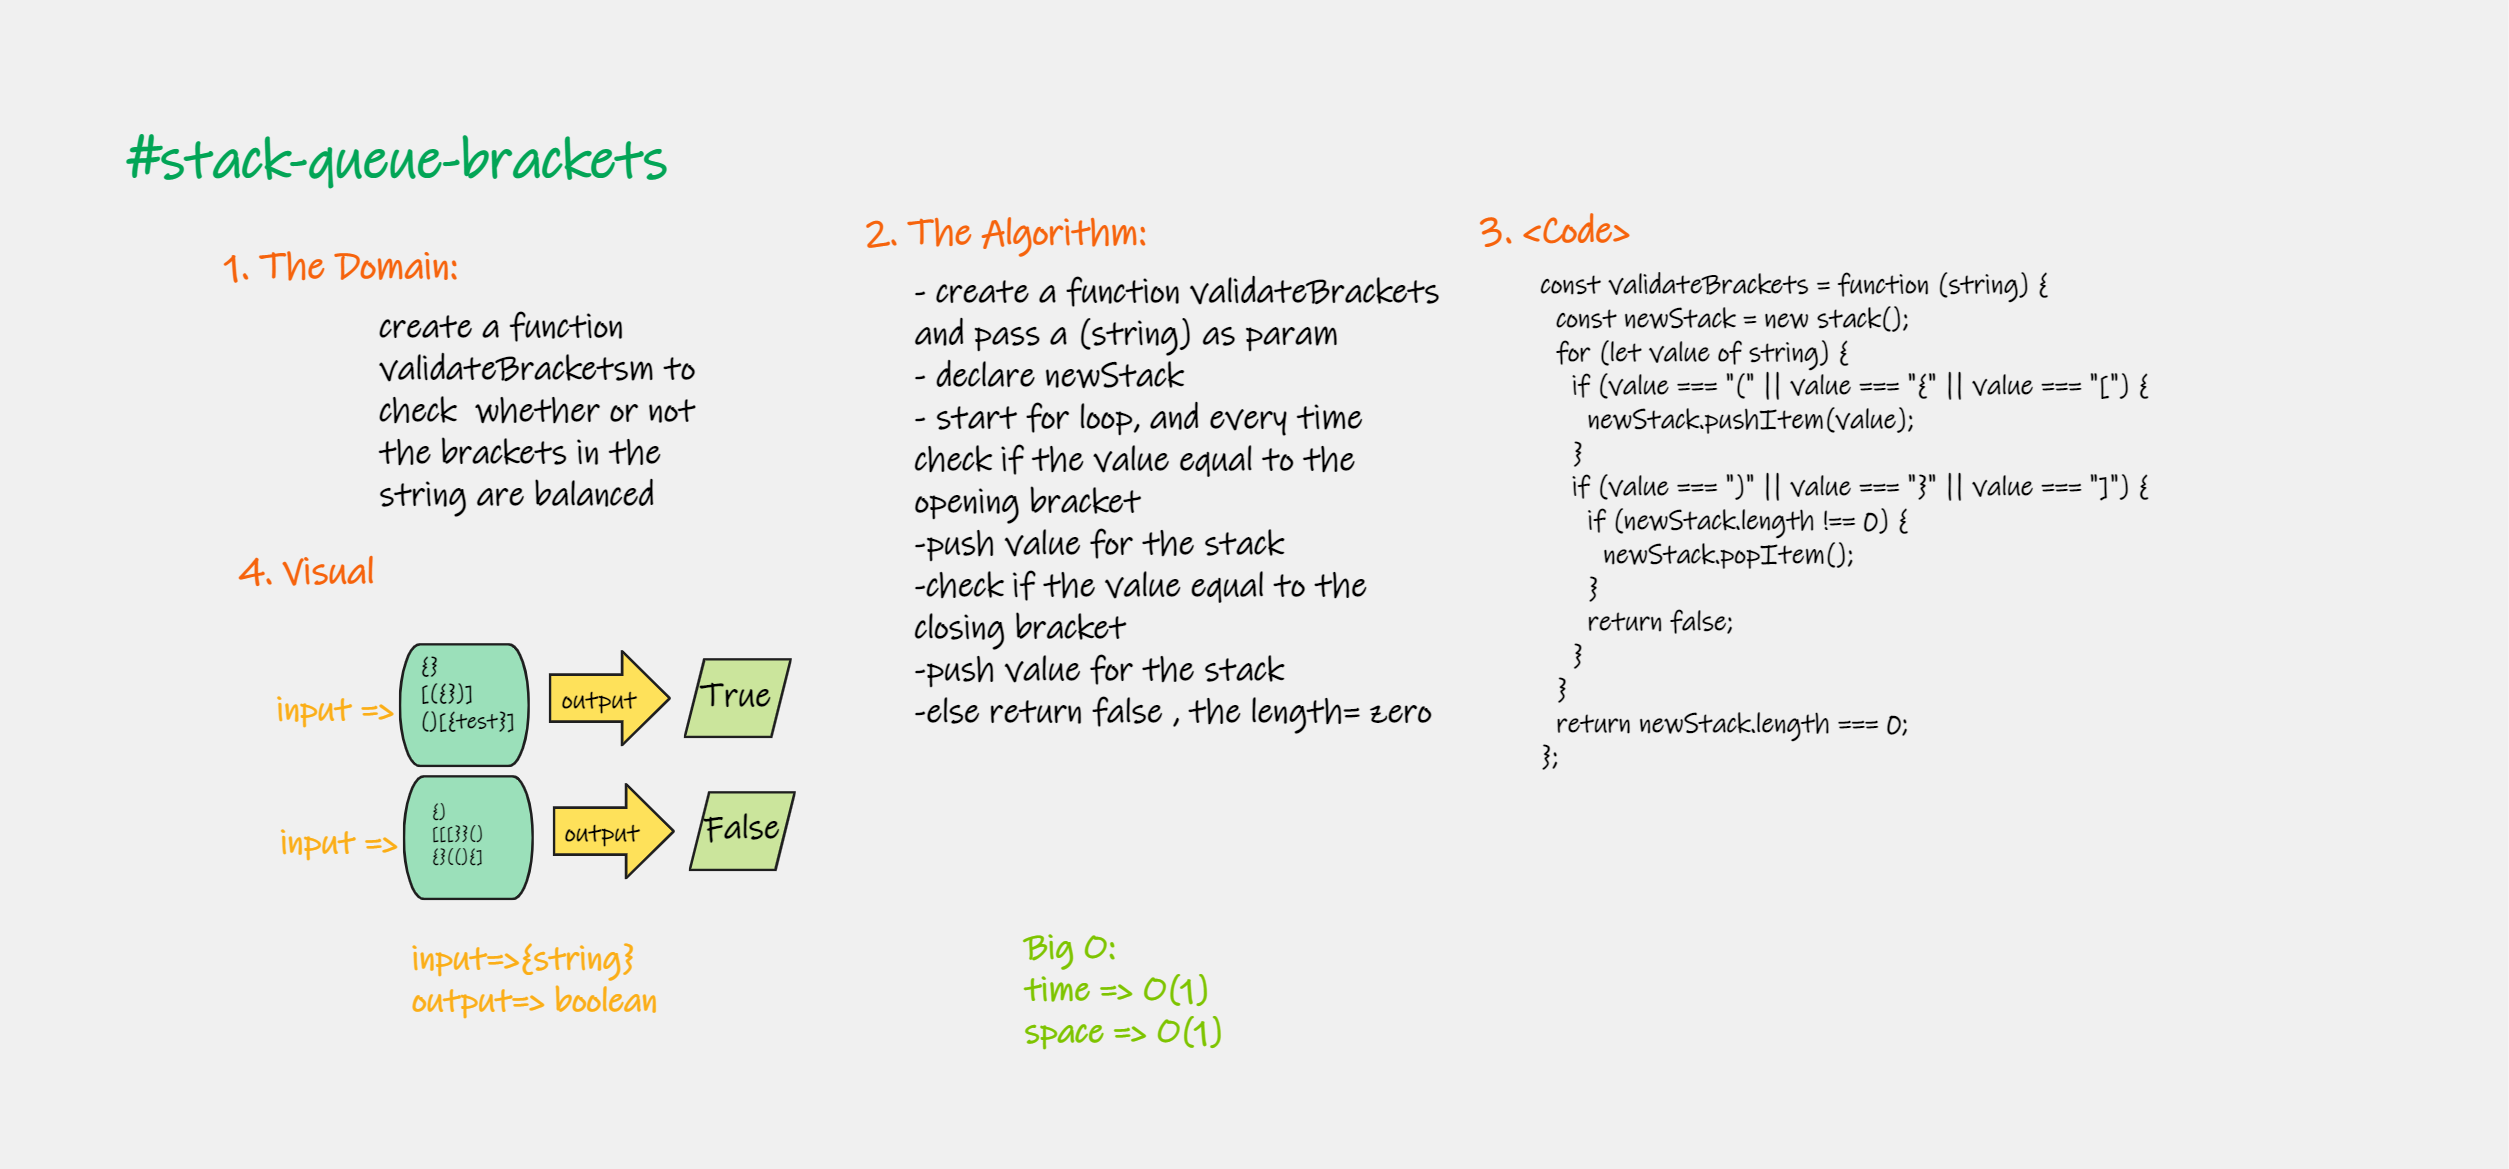 #stack-queue-brackets
1. The Domain:
create a function
validateBracketsm to
check whether or not
the brackets in the
string are balanced
4. Visual
input =>
{}
[({})]
()[{test}]
output
True
input =>
{)
[[[}}()
{}((){]
output
False
input=>{string}
output=> boolean
2. The Algorithm:
- create a function validateBrackets
and pass a (string) as param
- declare newStack
- start for loop, and every time
check if the value equal to the
opening bracket
-push value for the stack
-check if the value equal to the
closing bracket
-push value for the stack
-else return false , the length= zero
Big O:
time => O(1)
space => O(1)
3. <Code>
const validateBrackets = function (string) {
const newStack = new stack();
for (let value of string) {
if (value === "(" || value === "{" || value === "[") {
newStack.pushItem(value);
}
if (value === ")" || value === "}" || value === "]") {
if (newStack.length !== 0) {
newStack.popItem();
}
return false;
}
}
return newStack.length === 0;
};